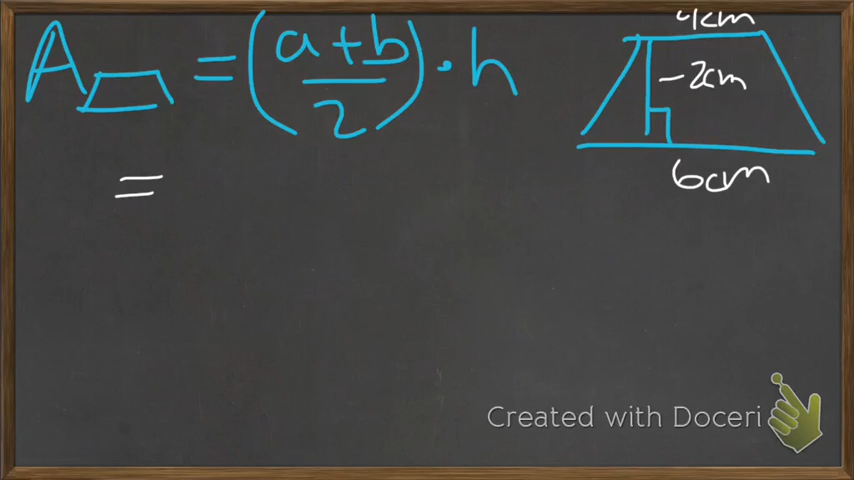 A = (a+b/2) · h
4cm
2cm
6cm
=
Created with Doceri